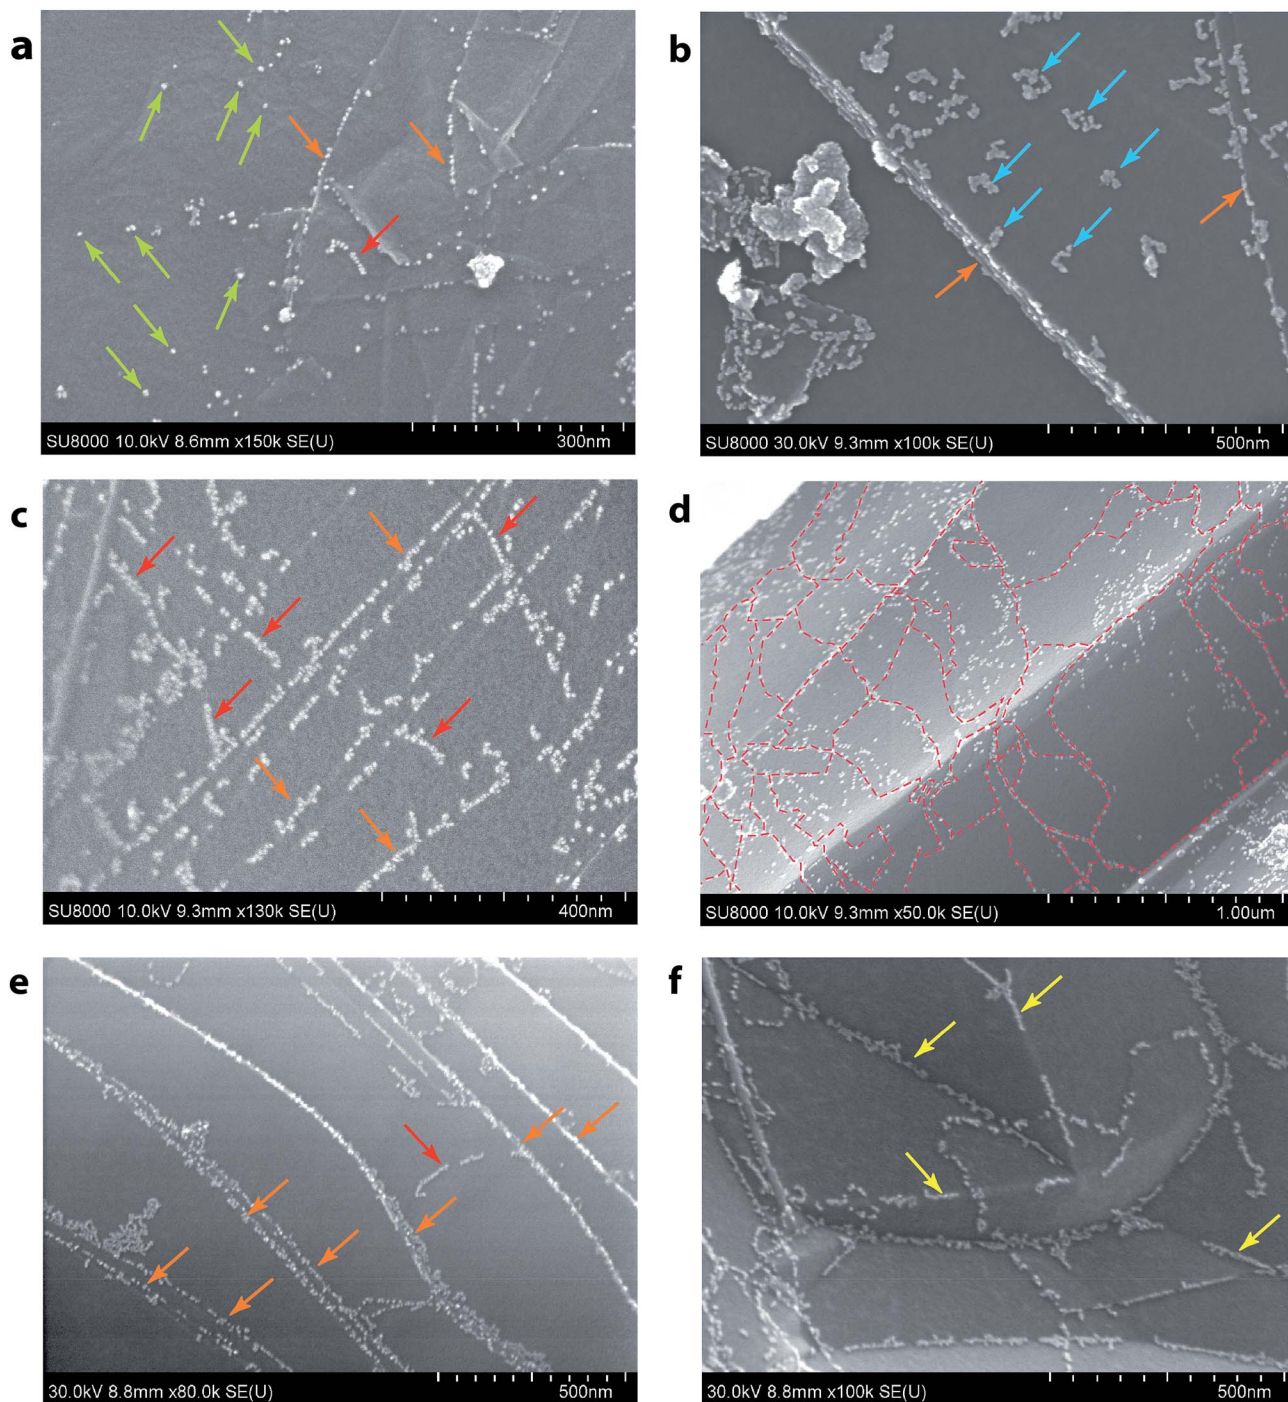 a
b
SU8000 10.0kV 8.6mm x150k SE(U) 300nm
SU8000 30.0kV 9.3mm x100k SE(U) 500nm
c
d
SU8000 10.0kV 9.3mm x130k SE(U) 400nm
SU8000 10.0kV 9.3mm x50.0k SE(U) 1.00um
e
f
30.0kV 8.8mm x80.0k SE(U) 500nm
30.0kV 8.8mm x100k SE(U) 500nm